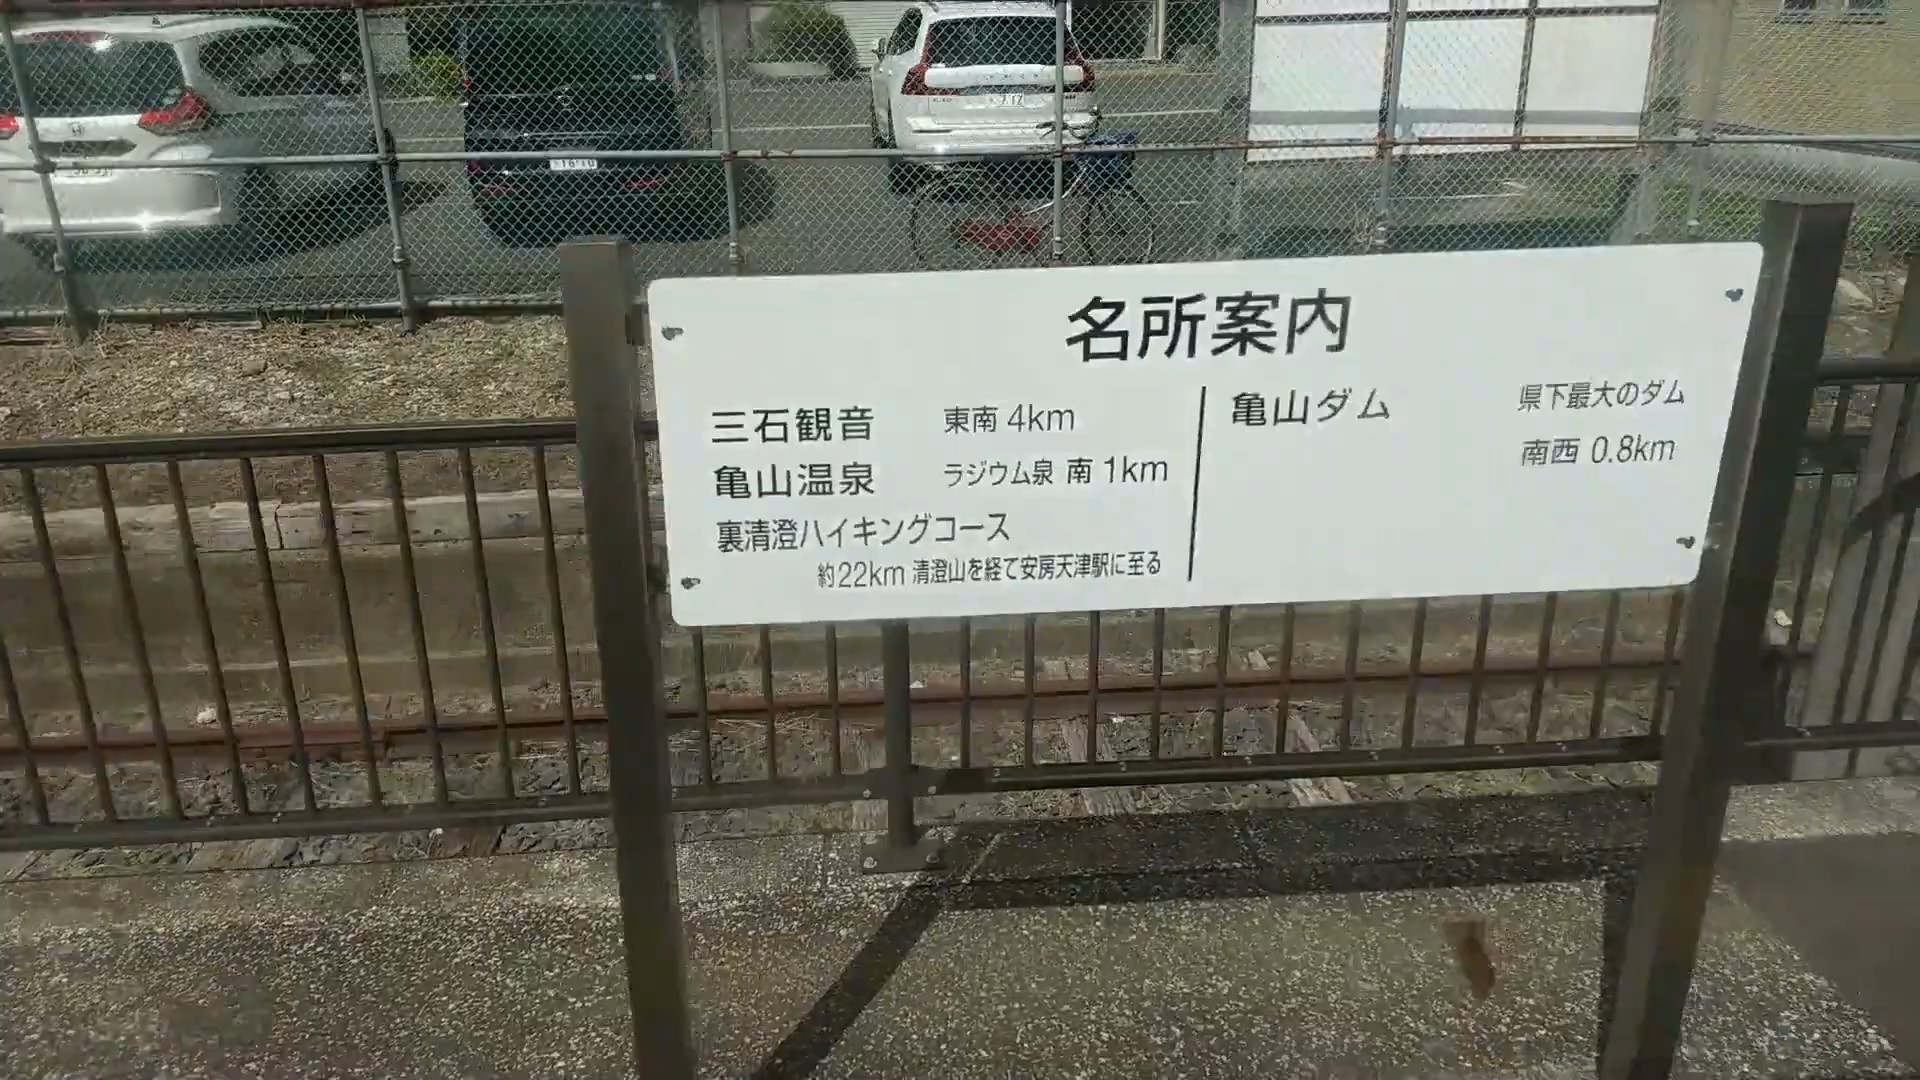 名所案内
三石観音 東南 4km
亀山温泉 ラジウム泉 南 1km
裏清澄ハイキングコース
約22km 清澄山を経て安房天津駅に至る
亀山ダム 県下最大のダム
南西 0.8km